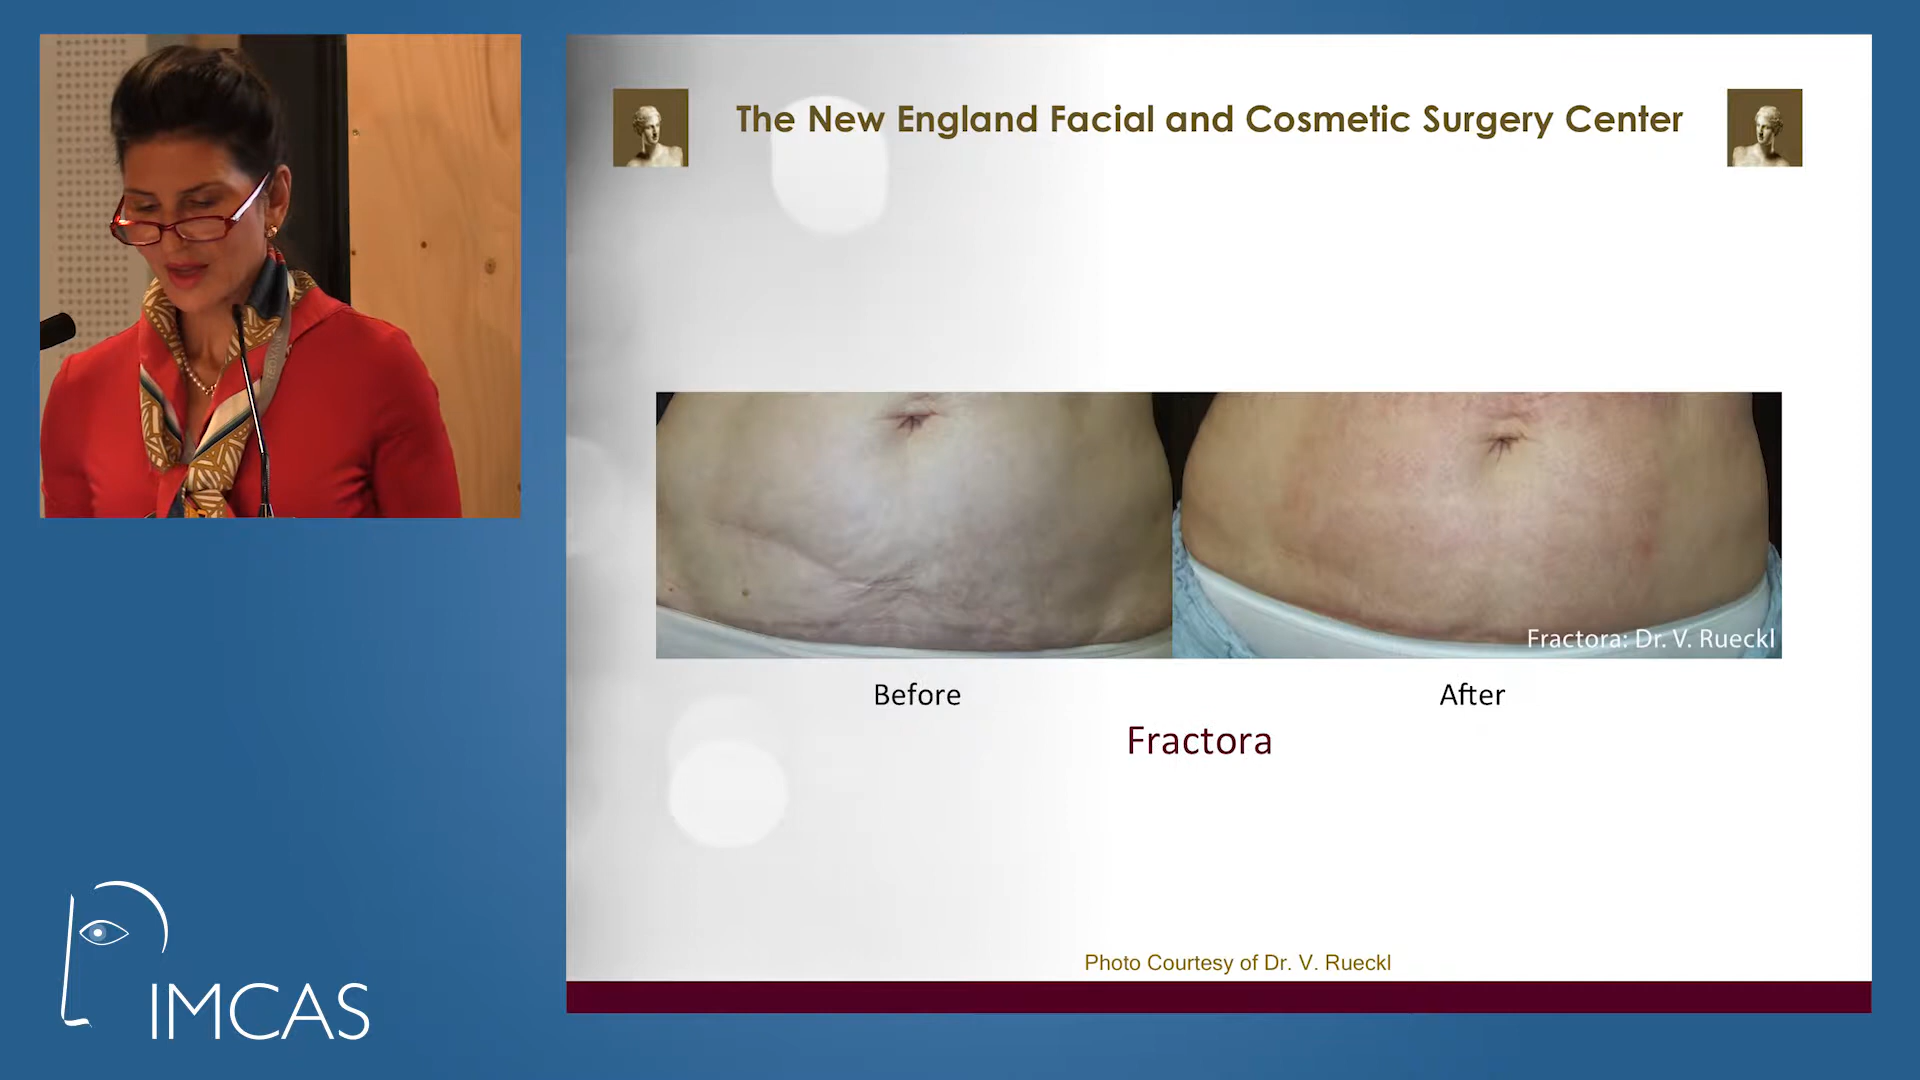 The New England Facial and Cosmetic Surgery Center
Fractora: Dr. V. Rueckl
Before
After
Fractora
Photo Courtesy of Dr. V. Rueckl
IMCAS